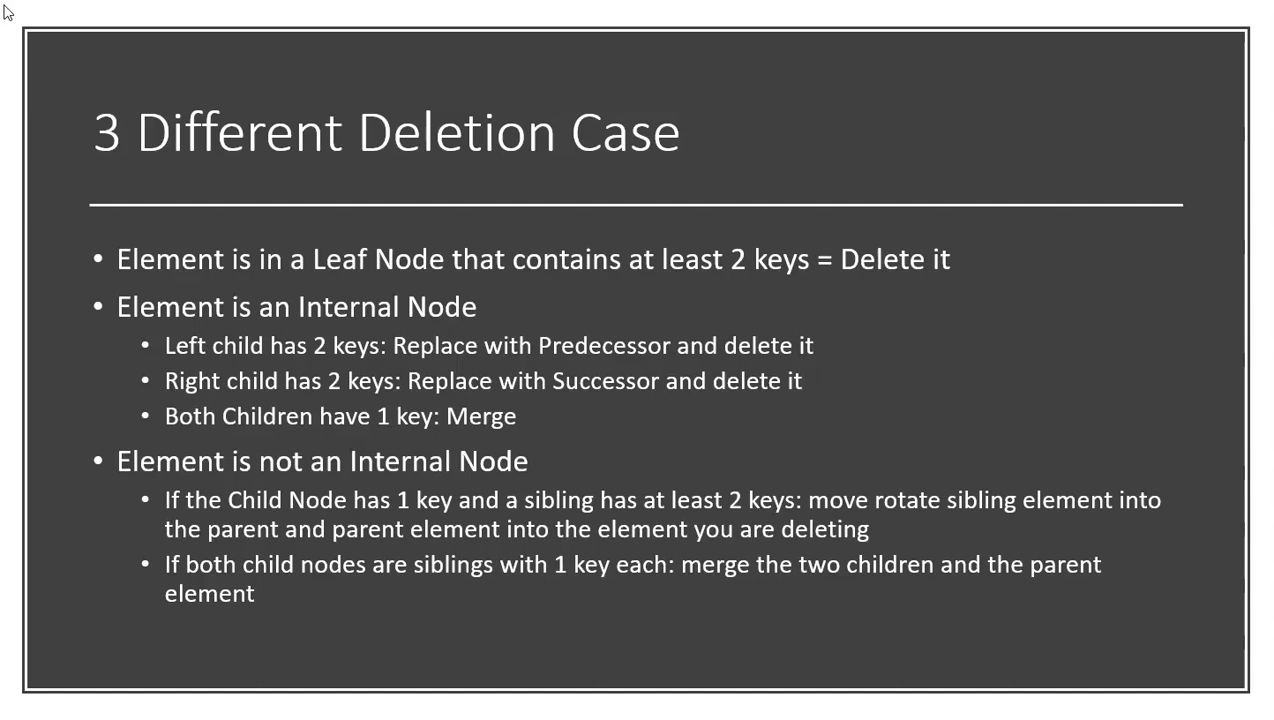 3 Different Deletion Case
• Element is in a Leaf Node that contains at least 2 keys = Delete it
• Element is an Internal Node
• Left child has 2 keys: Replace with Predecessor and delete it
• Right child has 2 keys: Replace with Successor and delete it
• Both Children have 1 key: Merge
• Element is not an Internal Node
• If the Child Node has 1 key and a sibling has at least 2 keys: move rotate sibling element into
the parent and parent element into the element you are deleting
• If both child nodes are siblings with 1 key each: merge the two children and the parent
element